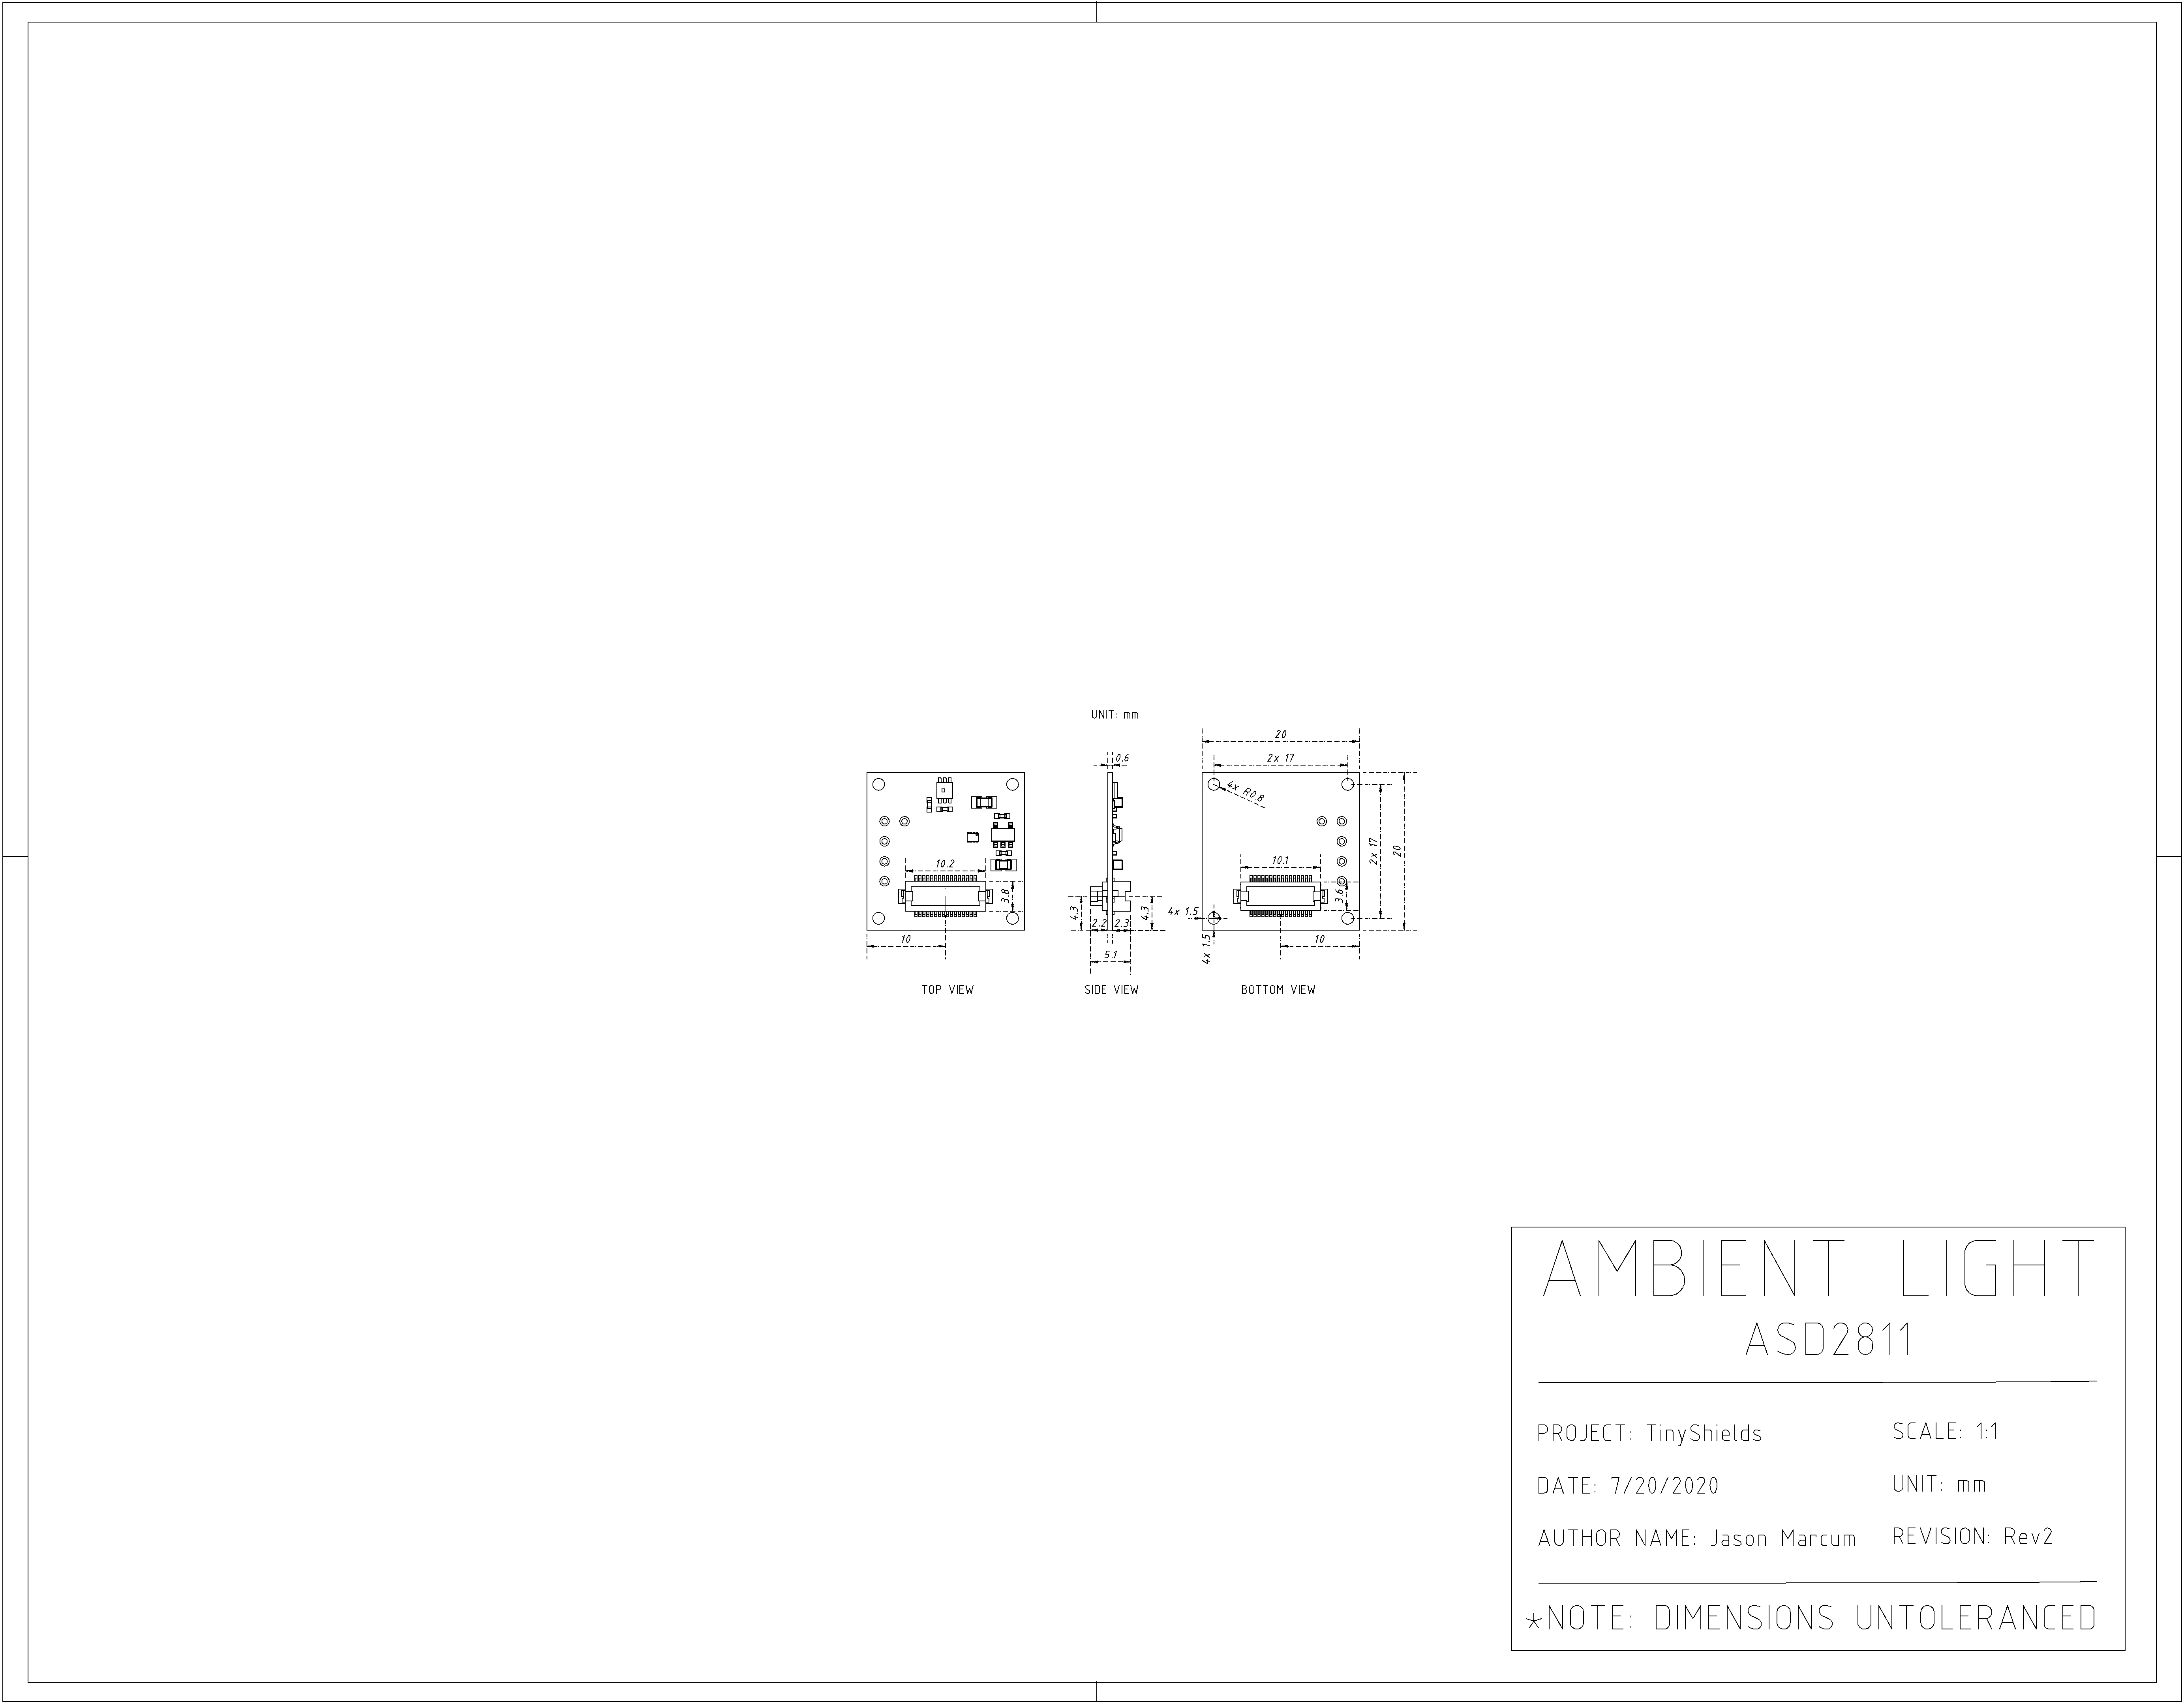 UNIT: mm
0.6
20
2x 17
4x R0.8
10.2
3.8
10
TOP VIEW
4.3
2.2
2.3
4.3
5.1
SIDE VIEW
10.1
3.6
2x 17
20
4x 1.5
4x 1.5
10
BOTTOM VIEW
AMBIENT LIGHT
ASD2811
PROJECT: TinyShields
SCALE: 1:1
DATE: 7/20/2020
UNIT: mm
AUTHOR NAME: Jason Marcum
REVISION: Rev2
*NOTE: DIMENSIONS UNTOLERANCED